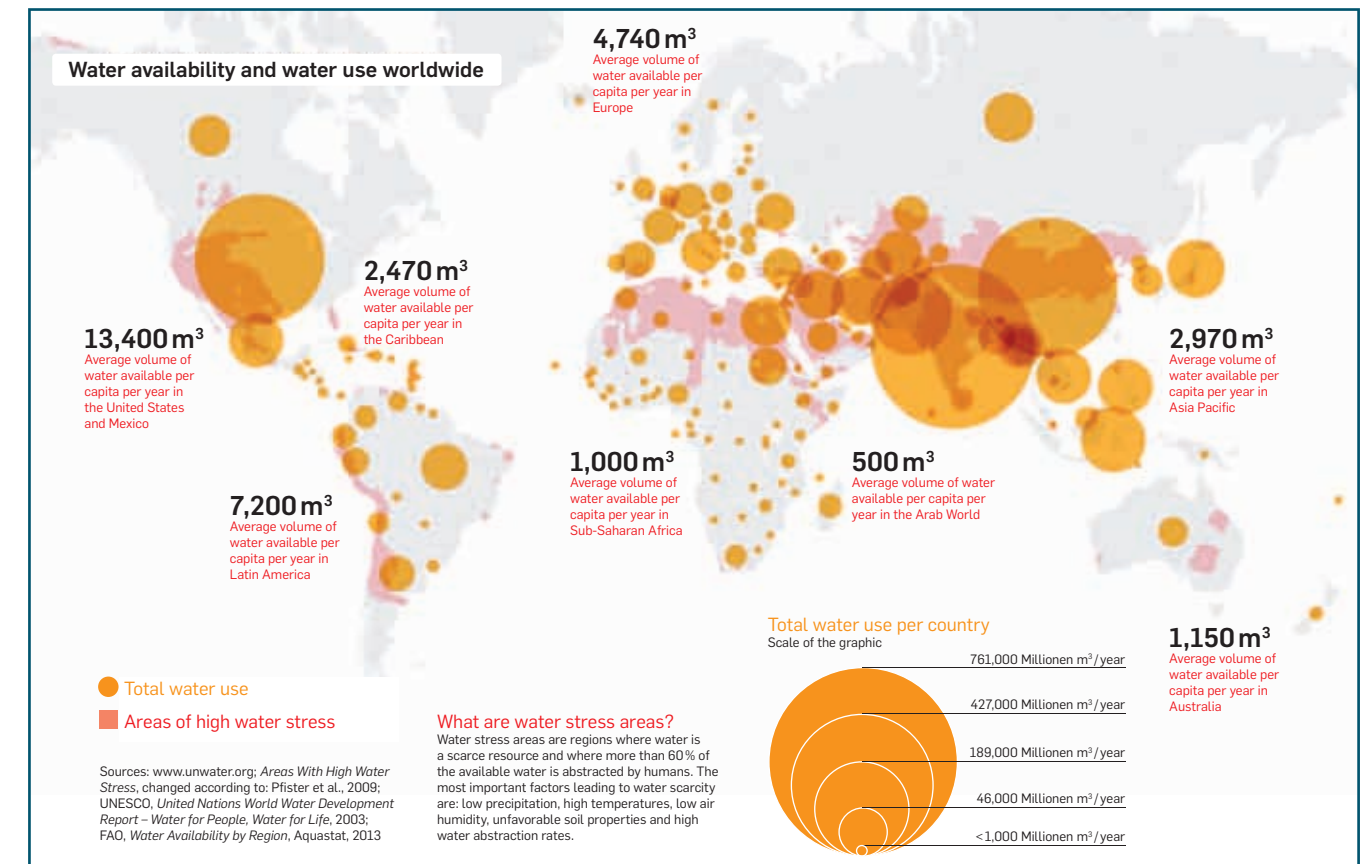 Water availability and water use worldwide
4,740 m³
Average volume of
water available per
capita per year in
Europe
2,470 m³
Average volume of
water available per
capita per year in
the Caribbean
13,400 m³
Average volume of
water available per
capita per year in
the United States
and Mexico
2,970 m³
Average volume of
water available per
capita per year in
Asia Pacific
7,200 m³
Average volume of
water available per
capita per year in
Latin America
1,000 m³
Average volume of
water available per
capita per year in
Sub-Saharan Africa
500 m³
Average volume of water
available per capita per
year in the Arab World
1,150 m³
Average volume of
water available per
capita per year in
Australia
Total water use per country
Scale of the graphic
761,000 Millionen m³/year
427,000 Millionen m³/year
189,000 Millionen m³/year
46,000 Millionen m³/year
<1,000 Millionen m³/year
Total water use
Areas of high water stress
What are water stress areas?
Water stress areas are regions where water is
a scarce resource and where more than 60 % of
the available water is abstracted by humans. The
most important factors leading to water scarcity
are: low precipitation, high temperatures, low air
humidity, unfavorable soil properties and high
water abstraction rates.
Sources: www.unwater.org; Areas With High Water
Stress, changed according to: Pfister et al., 2009;
UNESCO, United Nations World Water Development
Report – Water for People, Water for Life, 2003;
FAO, Water Availability by Region, Aquastat, 2013